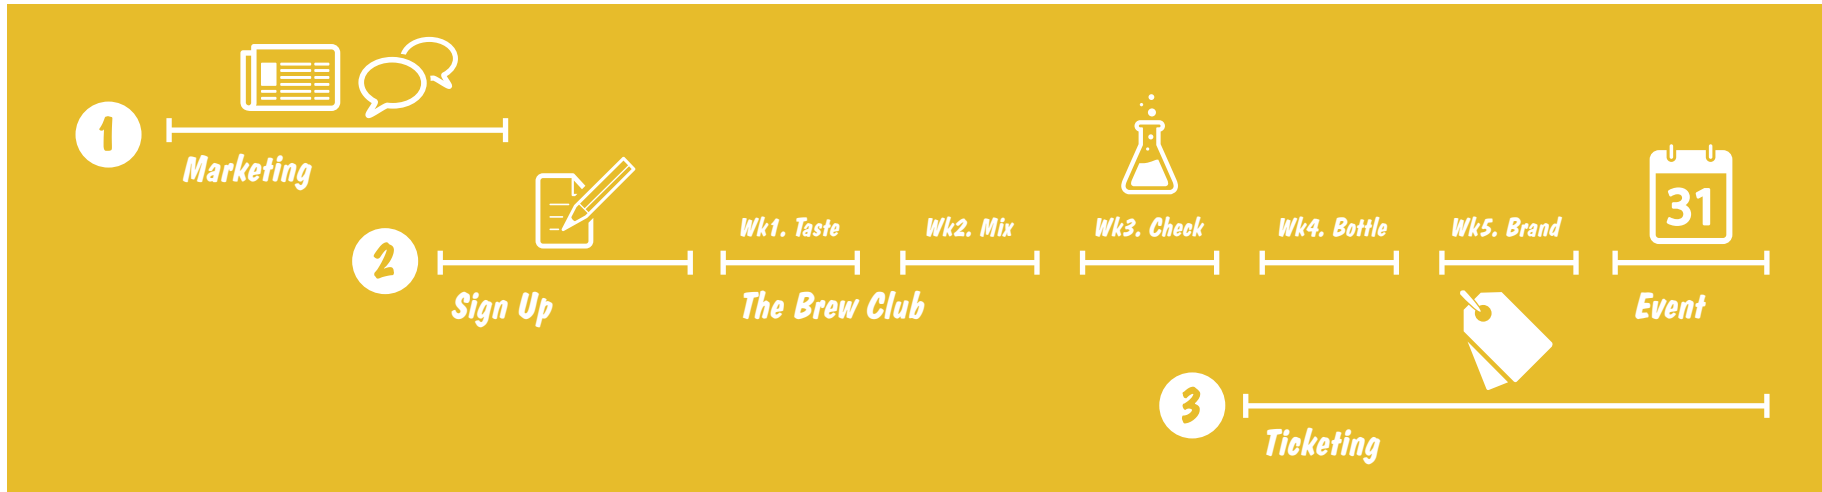 1
Marketing
2
Sign Up
Wk1. Taste
Wk2. Mix
Wk3. Check
Wk4. Bottle
Wk5. Brand
The Brew Club
31
Event
3
Ticketing